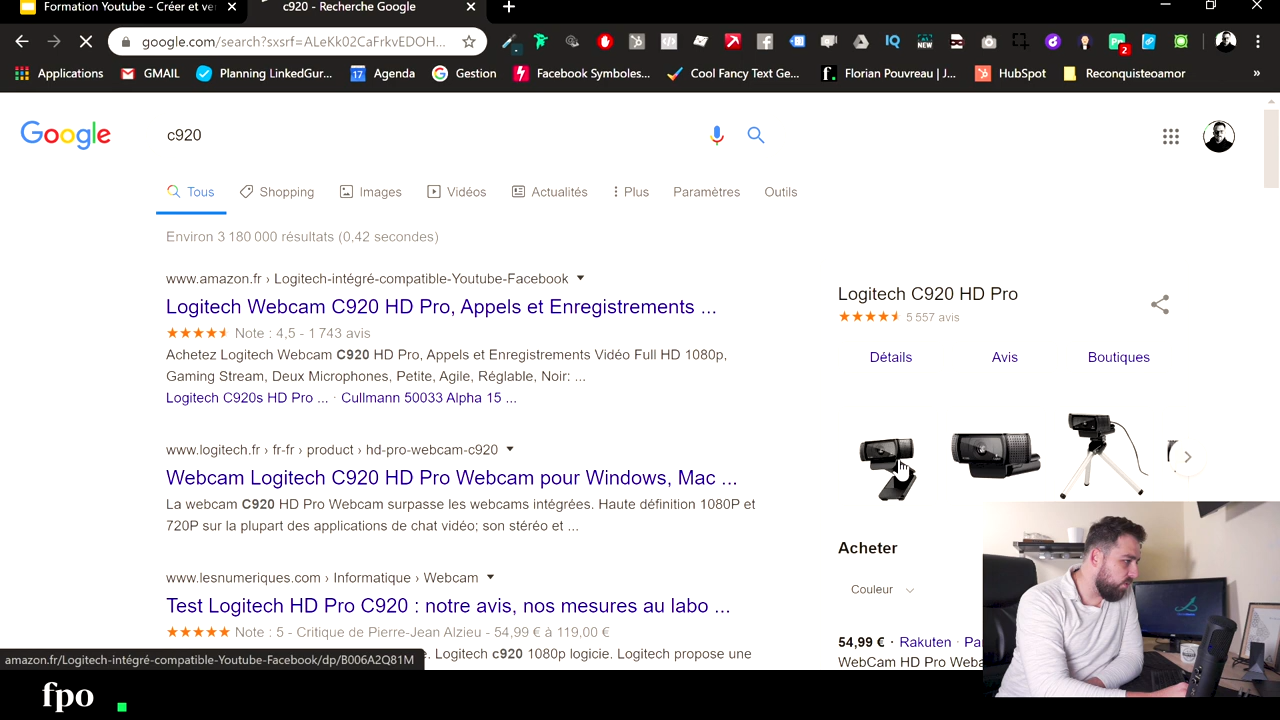 Formation Youtube - Créer et ve
c920 - Recherche Google
google.com/search?sxsrf=ALeKk02CaFrkvEDOH...
IQ
NEW
2
Applications
GMAIL
Planning LinkedGur...
17 Agenda
Gestion
Facebook Symboles...
Cool Fancy Text Ge...
f. Florian Pouvreau | J...
HubSpot
Reconquisteoamor
»
Google
c920
Tous
Shopping
Images
Vidéos
Actualités
Plus
Paramètres
Outils
Environ 3 180 000 résultats (0,42 secondes)
www.amazon.fr › Logitech-intégré-compatible-Youtube-Facebook
Logitech Webcam C920 HD Pro, Appels et Enregistrements ...
Note : 4,5 - 1 743 avis
Achetez Logitech Webcam C920 HD Pro, Appels et Enregistrements Vidéo Full HD 1080p,
Gaming Stream, Deux Microphones, Petite, Agile, Réglable, Noir: ...
Logitech C920s HD Pro ... · Cullmann 50033 Alpha 15 ...
www.logitech.fr › fr-fr › product › hd-pro-webcam-c920
Webcam Logitech C920 HD Pro Webcam pour Windows, Mac ...
La webcam C920 HD Pro Webcam surpasse les webcams intégrées. Haute définition 1080P et
720P sur la plupart des applications de chat vidéo; son stéréo et ...
www.lesnumeriques.com › Informatique › Webcam
Test Logitech HD Pro C920 : notre avis, nos mesures au labo ...
Note : 5 - Critique de Pierre-Jean Alzieu - 54,99 € à 119,00 €
e. Logitech c920 1080p logicie. Logitech propose une
amazon.fr/Logitech-intégré-compatible-Youtube-Facebook/dp/B006A2Q81M
Logitech C920 HD Pro
5 557 avis
Détails
Avis
Boutiques
Acheter
Couleur
54,99 € · Rakuten · Pa
WebCam HD Pro Weba
fpo